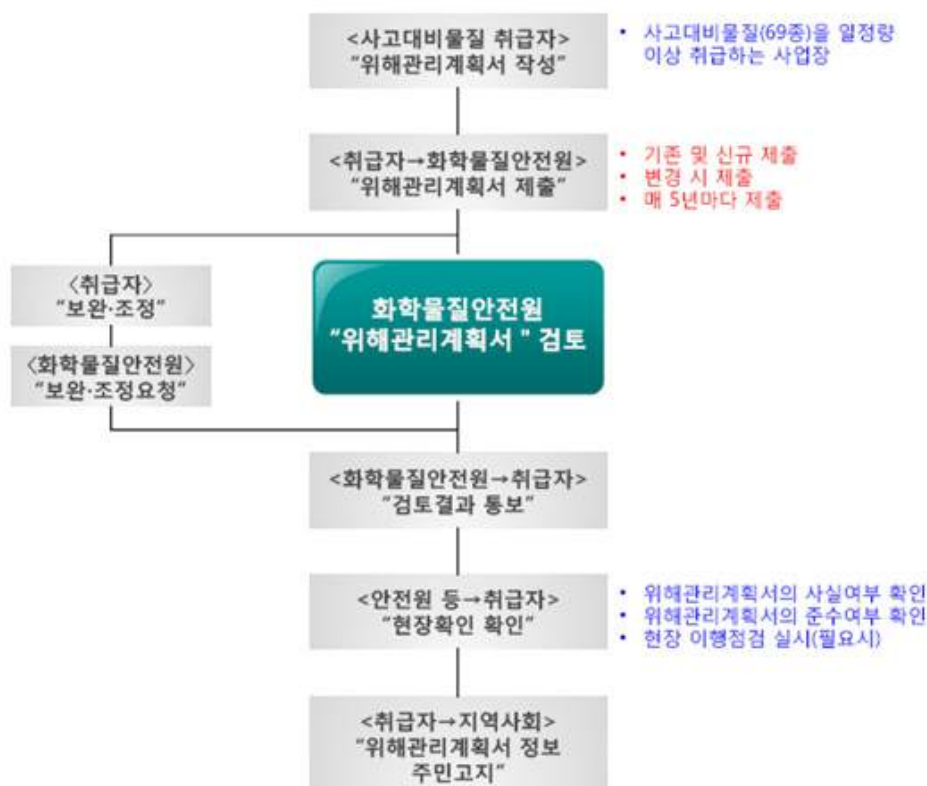 <사고대비물질 취급자>
“위해관리계획서 작성”
• 사고대비물질(69종)을 일정량
이상 취급하는 사업장
<취급자→화학물질안전원>
“위해관리계획서 제출”
• 기존 및 신규 제출
• 변경 시 제출
• 매 5년마다 제출
〈취급자〉
“보완·조정”
〈화학물질안전원〉
“보완·조정요청”
화학물질안전원
“위해관리계획서 " 검토
<화학물질안전원→취급자>
“검토결과 통보”
<안전원 등→취급자>
“현장확인 확인”
• 위해관리계획서의 사실여부 확인
• 위해관리계획서의 준수여부 확인
• 현장 이행점검 실시(필요시)
<취급자→지역사회>
“위해관리계획서 정보
주민고지”